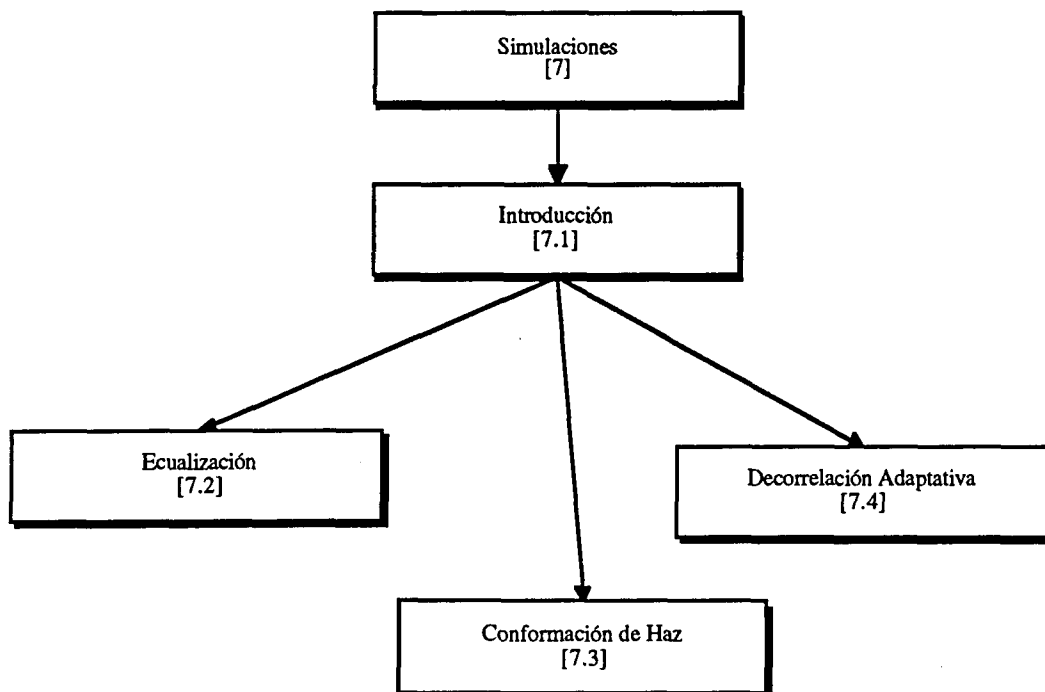 Simulaciones
[7]
Introducción
[7.1]
Ecualización
[7.2]
Decorrelación Adaptativa
[7.4]
Conformación de Haz
[7.3]